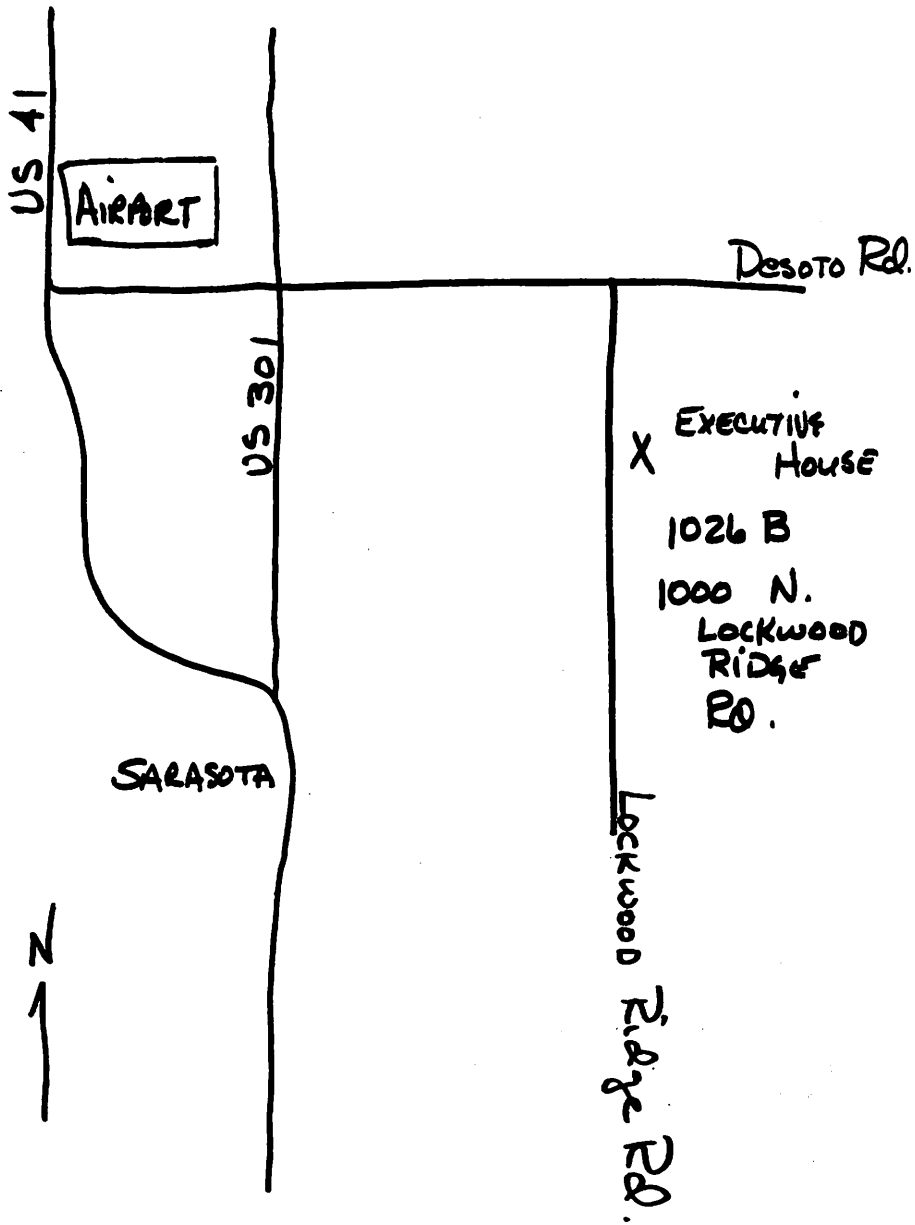 US 41
AIRPORT
DESOTO Rd.
US 301
X EXECUTIVE
HOUSE
1026 B
1000 N.
LOCKWOOD
RIDGE
RD.
SARASOTA
N
LOCKWOOD Ridge Rd.